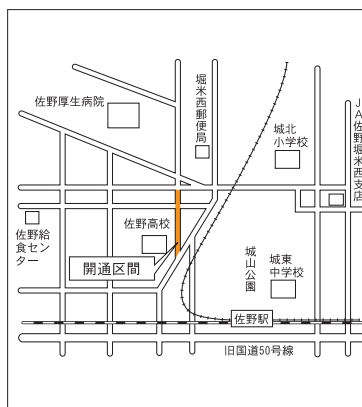 佐野厚生病院
堀米西郵便局
城北
小学校
JA佐野堀米西支店
佐野給
食セン
ター
佐野高校
開通区間
城山公園
城東
中学校
佐野駅
旧国道50号線